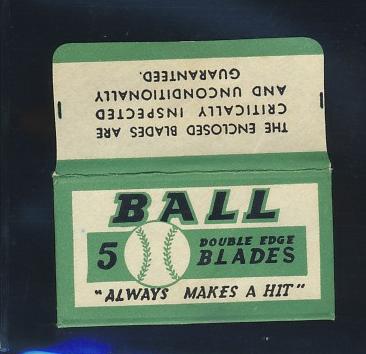 THE ENCLOSED BLADES ARE
CRITICALLY INSPECTED
AND UNCONDITIONALLY
GUARANTEED.
BALL
5 DOUBLE EDGE
BLADES
"ALWAYS MAKES A HIT"